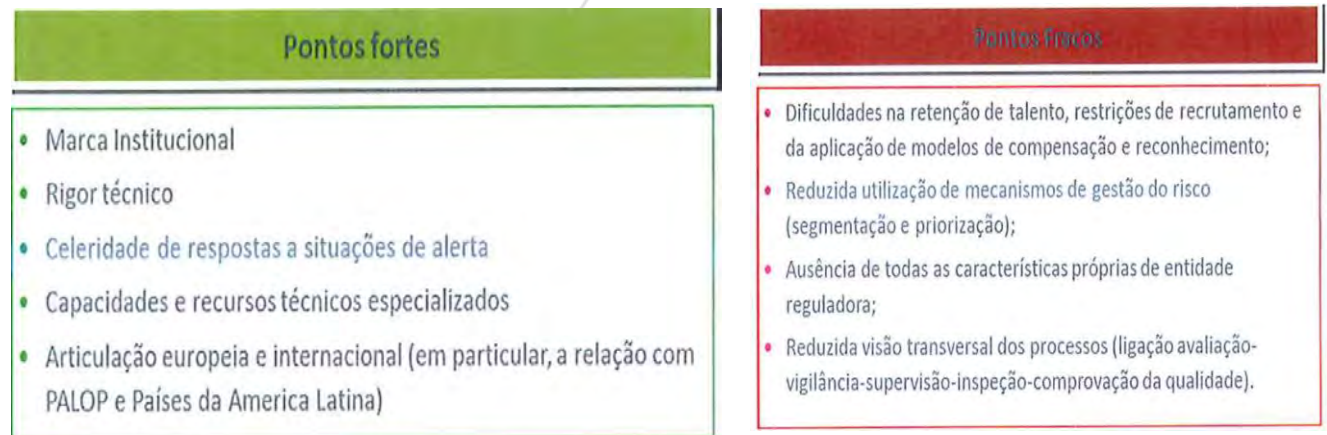 Pontos fortes
• Marca Institucional
• Rigor técnico
• Celeridade de respostas a situações de alerta
• Capacidades e recursos técnicos especializados
• Articulação europeia e internacional (em particular, a relação com
PALOP e Países da America Latina)
Pontos Fracos
• Dificuldades na retenção de talento, restrições de recrutamento e
da aplicação de modelos de compensação e reconhecimento;
• Reduzida utilização de mecanismos de gestão do risco
(segmentação e priorização);
• Ausência de todas as características próprias de entidade
reguladora;
• Reduzida visão transversal dos processos (ligação avaliação-
vigilância-supervisão-inspeção-comprovação da qualidade).